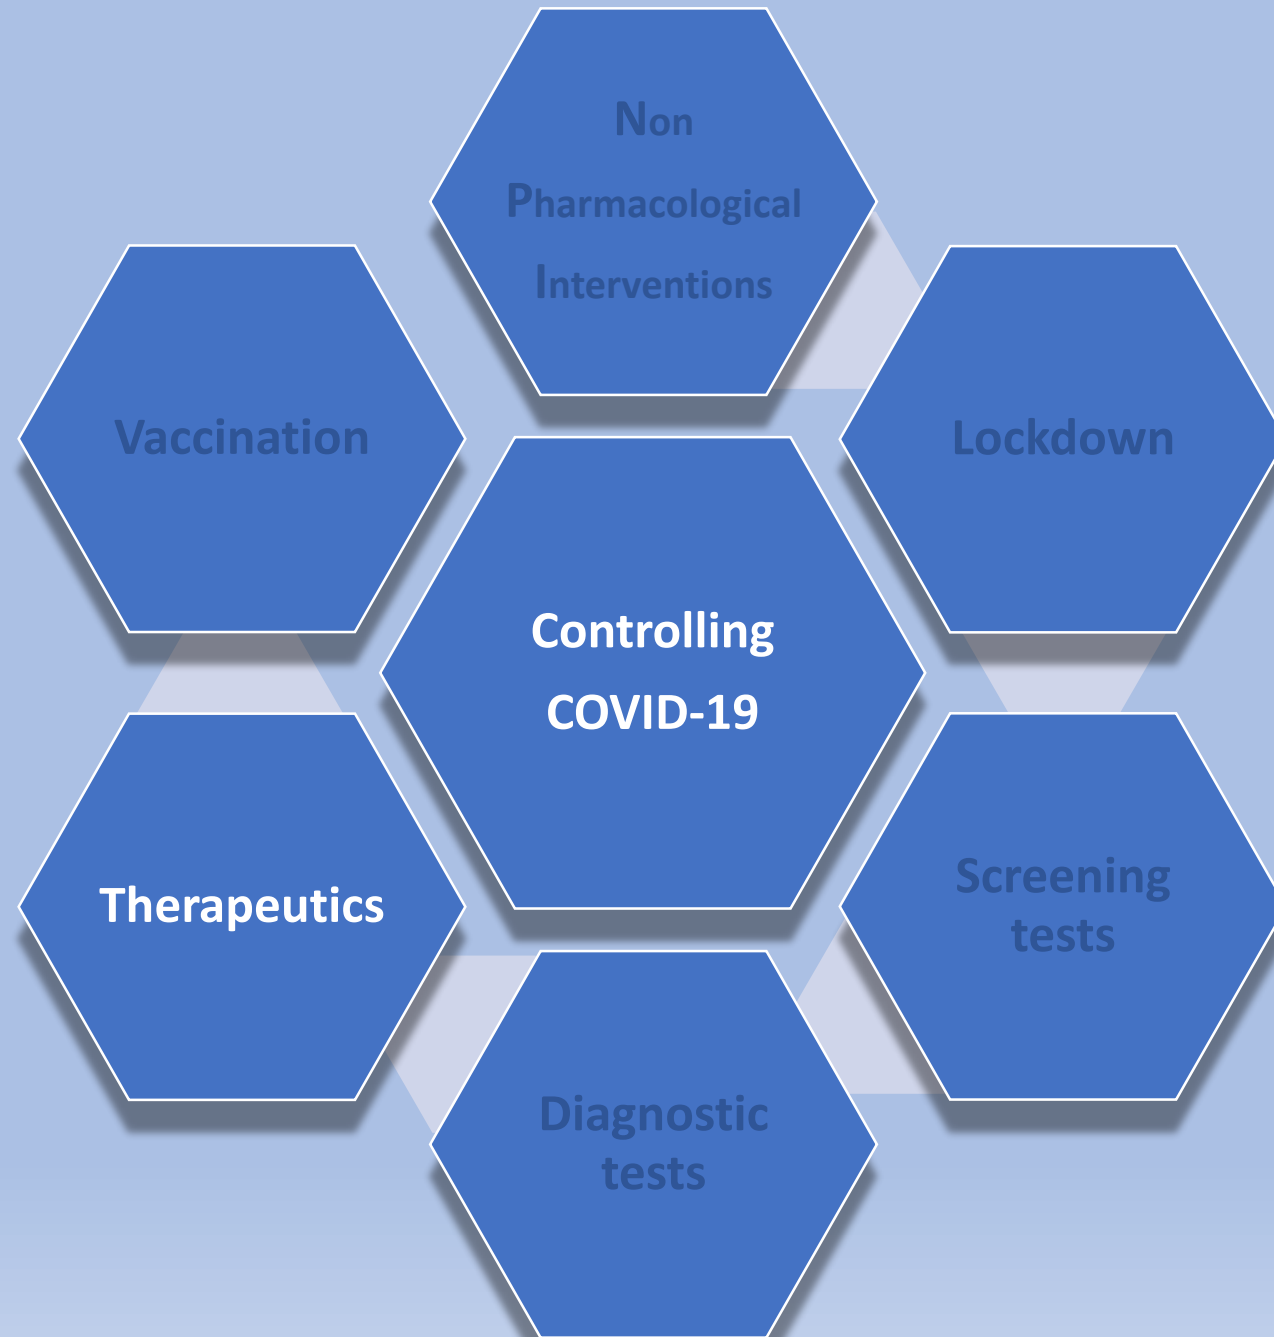 Non
Pharmacological
Interventions
Vaccination
Lockdown
Controlling
COVID-19
Therapeutics
Screening
tests
Diagnostic
tests